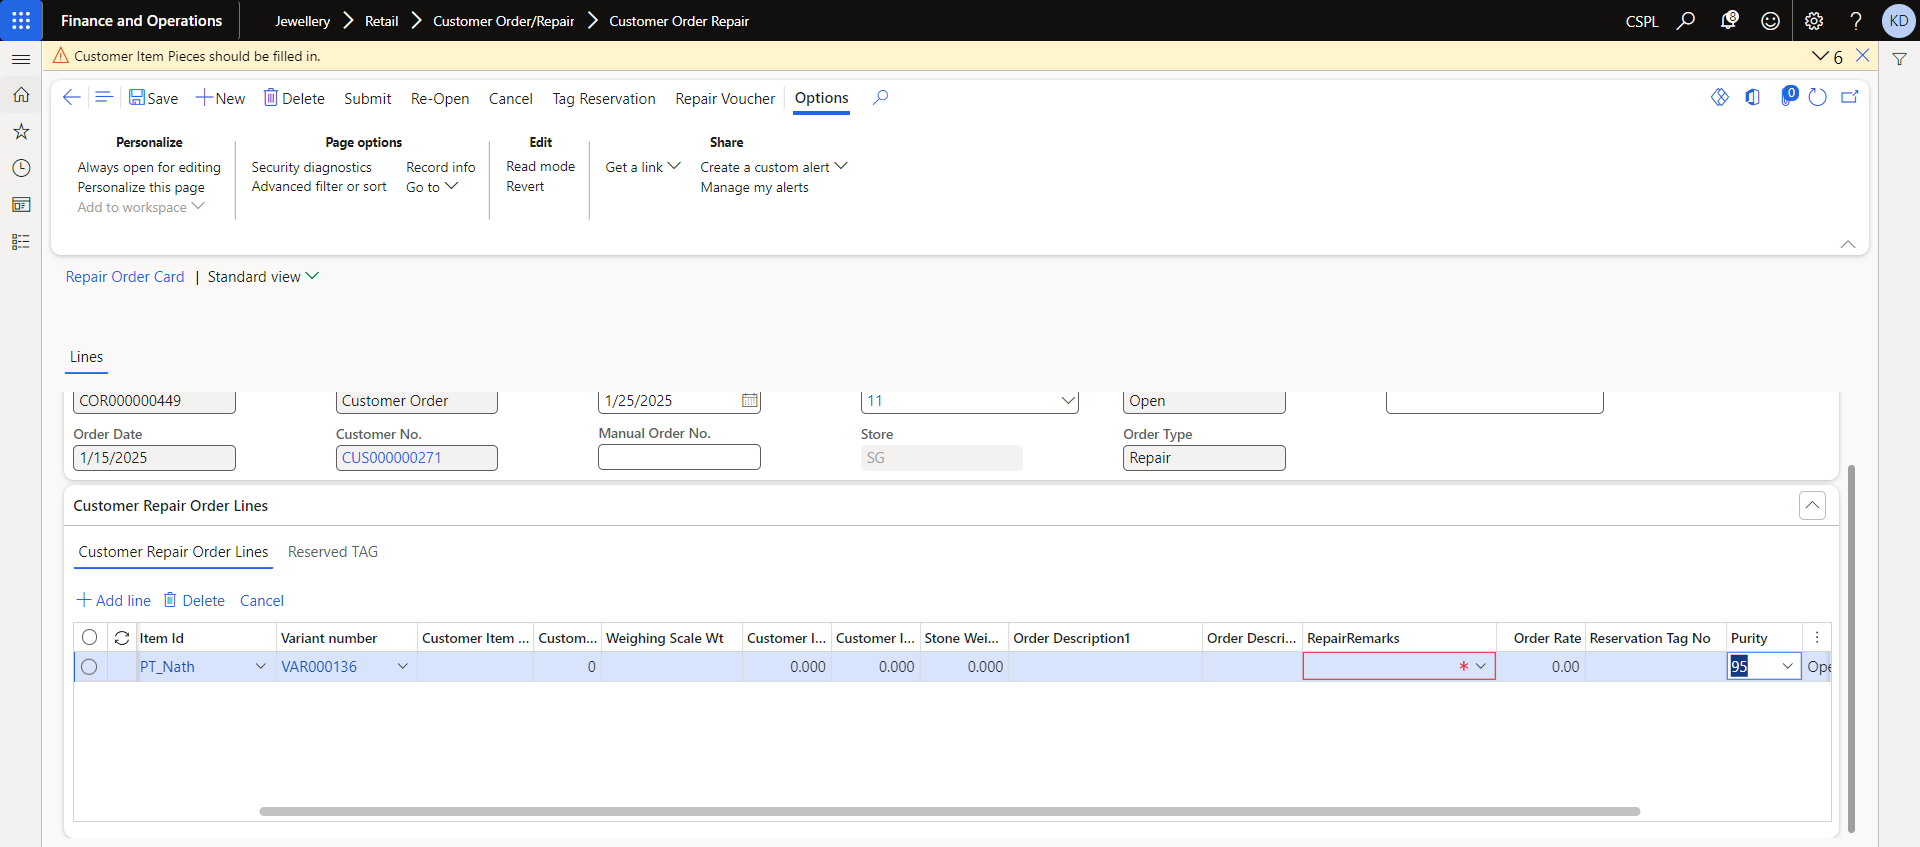 Finance and Operations
Jewellery > Retail > Customer Order/Repair > Customer Order Repair
CSPL
8
KD
Customer Item Pieces should be filled in.
6
Save
New
Delete
Submit
Re-Open
Cancel
Tag Reservation
Repair Voucher
Options
0
Personalize
Always open for editing
Personalize this page
Add to workspace
Page options
Security diagnostics
Advanced filter or sort
Record info
Go to
Edit
Read mode
Revert
Share
Get a link
Create a custom alert
Manage my alerts
Repair Order Card | Standard view
Lines
COR000000449
Customer Order
1/25/2025
11
Open
Order Date
Customer No.
Manual Order No.
Store
Order Type
1/15/2025
CUS000000271
SG
Repair
Customer Repair Order Lines
Customer Repair Order Lines
Reserved TAG
Add line
Delete
Cancel
Item Id Variant number Customer Item ... Custom... Weighing Scale Wt Customer I... Customer I... Stone Wei... Order Description1 Order Descri... RepairRemarks Order Rate Reservation Tag No Purity
PT_Nath VAR000136 0 0.000 0.000 0.000 * 0.00 95 Ope